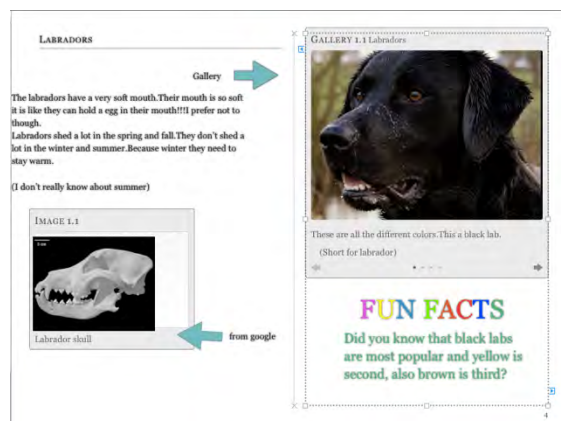 LABRADORS
Gallery
The labradors have a very soft mouth.Their mouth is so soft
it is like they can hold a egg in their mouth!!!I prefer not to
though.
Labradors shed a lot in the spring and fall.They don't shed a
lot in the winter and summer.Because winter they need to
stay warm.
(I don't really know about summer)
IMAGE 1.1
Labrador skull
from google
GALLERY 1.1 Labradors
These are all the different colors.This a black lab.
(Short for labrador)
FUN FACTS
Did you know that black labs
are most popular and yellow is
second, also brown is third?
4